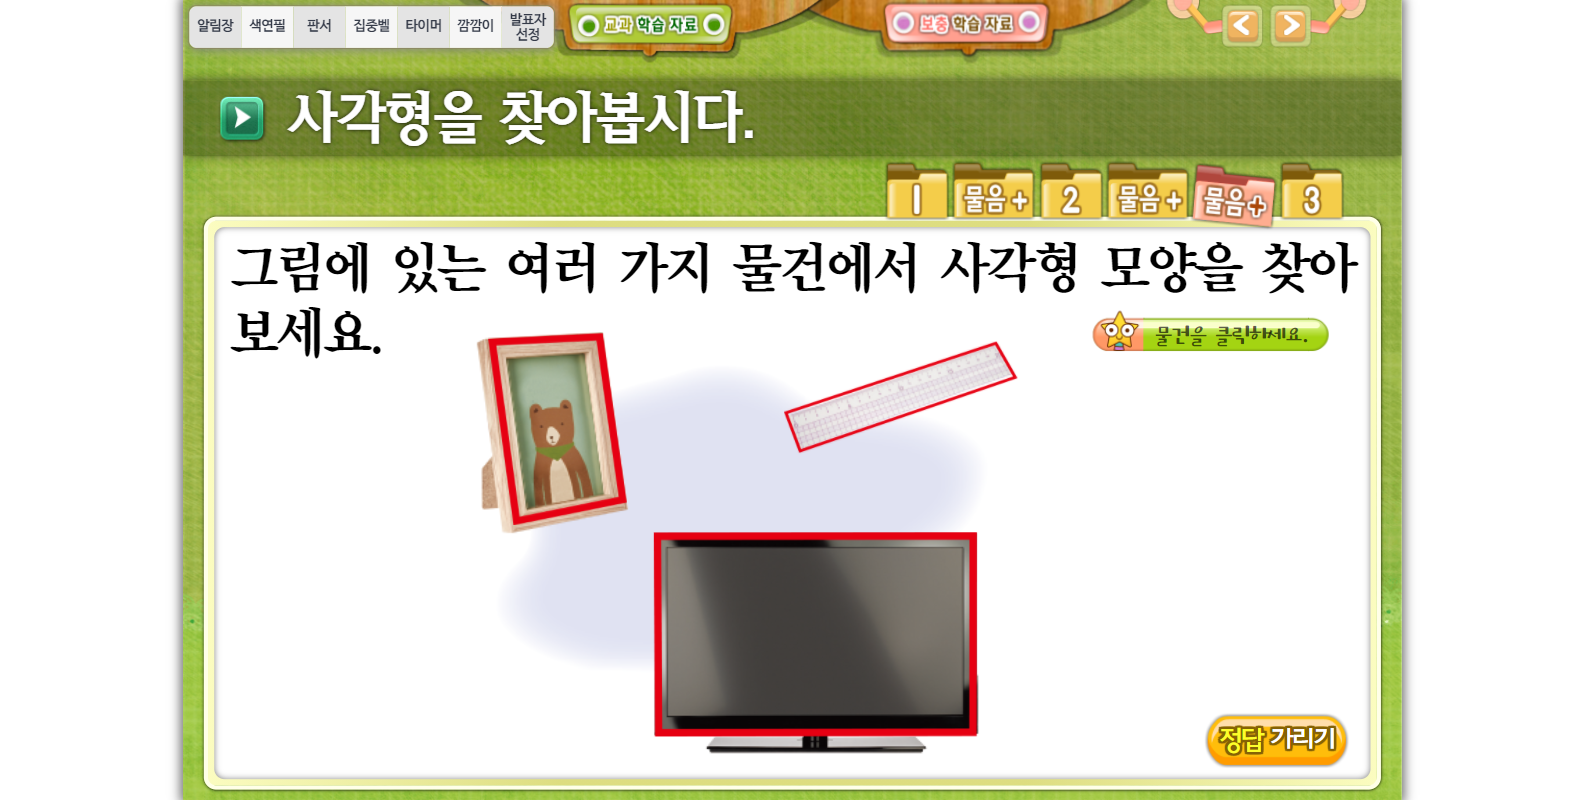 알림장 색연필 판서 집중벨 타이머 깜깜이 발표자 선정
교과 학습 자료
보충 학습 자료
사각형을 찾아봅시다.
1 물음+ 2 물음+ 물음+ 3
그림에 있는 여러 가지 물건에서 사각형 모양을 찾아
보세요.
물건을 클릭하세요.
정답 가리기